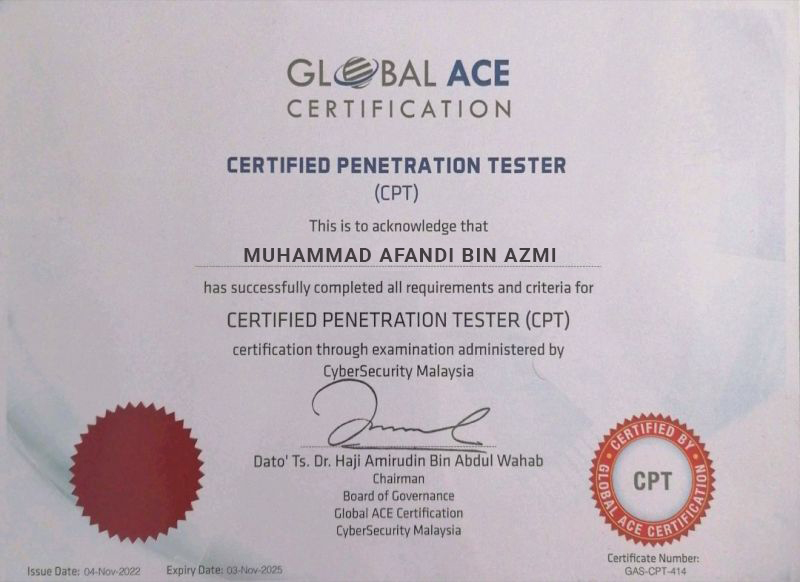 GLOBAL ACE
CERTIFICATION
CERTIFIED PENETRATION TESTER
(CPT)
This is to acknowledge that
MUHAMMAD AFANDI BIN AZMI
has successfully completed all requirements and criteria for
CERTIFIED PENETRATION TESTER (CPT)
certification through examination administered by
CyberSecurity Malaysia
Dato' Ts. Dr. Haji Amirudin Bin Abdul Wahab
Chairman
Board of Governance
Global ACE Certification
CyberSecurity Malaysia
CERTIFIED BY
CPT
GLOBAL ACE CERTIFICATION
Certificate Number:
GAS-CPT-414
Issue Date: 04-Nov-2022 Expiry Date: 03-Nov-2025